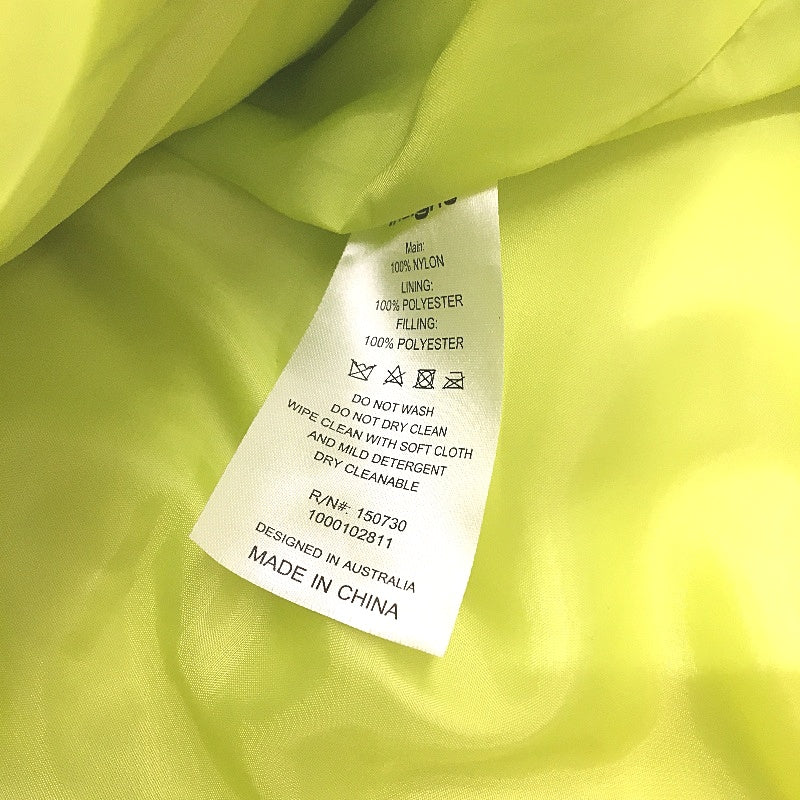 Main:
100% NYLON
LINING:
100% POLYESTER
FILLING:
100% POLYESTER
DO NOT WASH
DO NOT DRY CLEAN
WIPE CLEAN WITH SOFT CLOTH
AND MILD DETERGENT
DRY CLEANABLE
R/N#: 150730
1000102811
DESIGNED IN AUSTRALIA
MADE IN CHINA